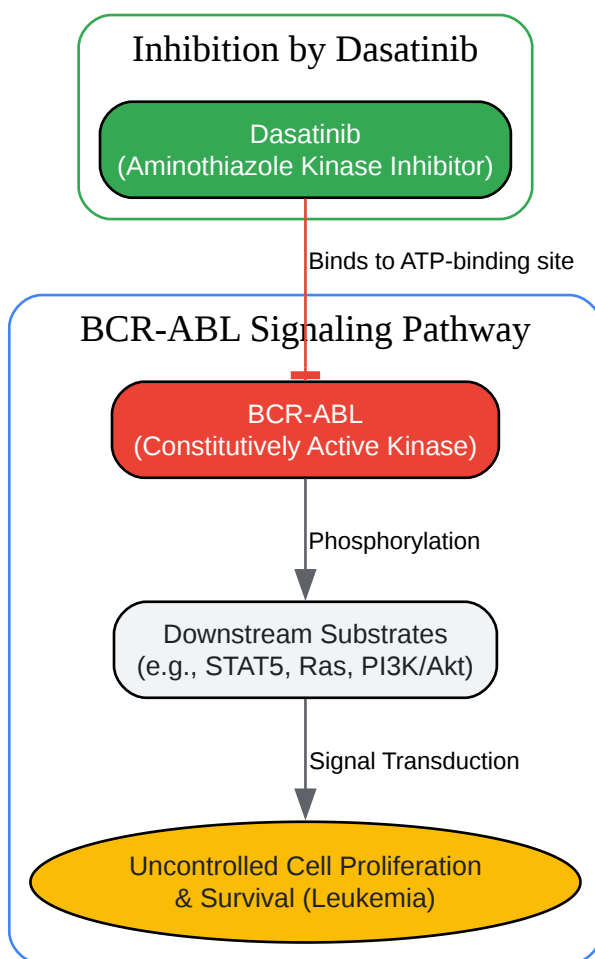 Inhibition by Dasatinib
Dasatinib
(Aminothiazole Kinase Inhibitor)
Binds to ATP-binding site
BCR-ABL Signaling Pathway
BCR-ABL
(Constitutively Active Kinase)
Phosphorylation
Downstream Substrates
(e.g., STAT5, Ras, PI3K/Akt)
Signal Transduction
Uncontrolled Cell Proliferation
& Survival (Leukemia)